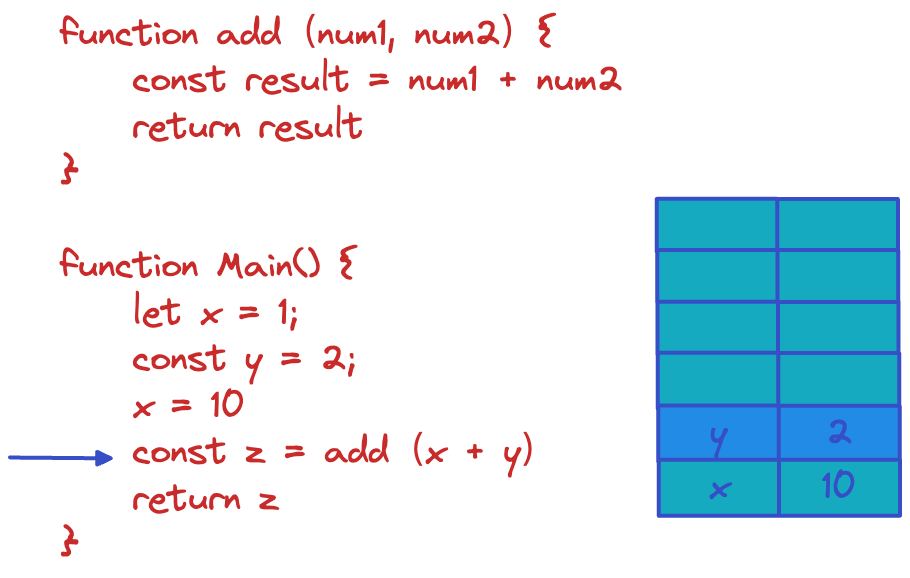 function add (num1, num2) {
const result = num1 + num2
return result
}
function Main() {
let x = 1;
const y = 2;
x = 10
const z = add (x + y)
return z
}
y 2
x 10